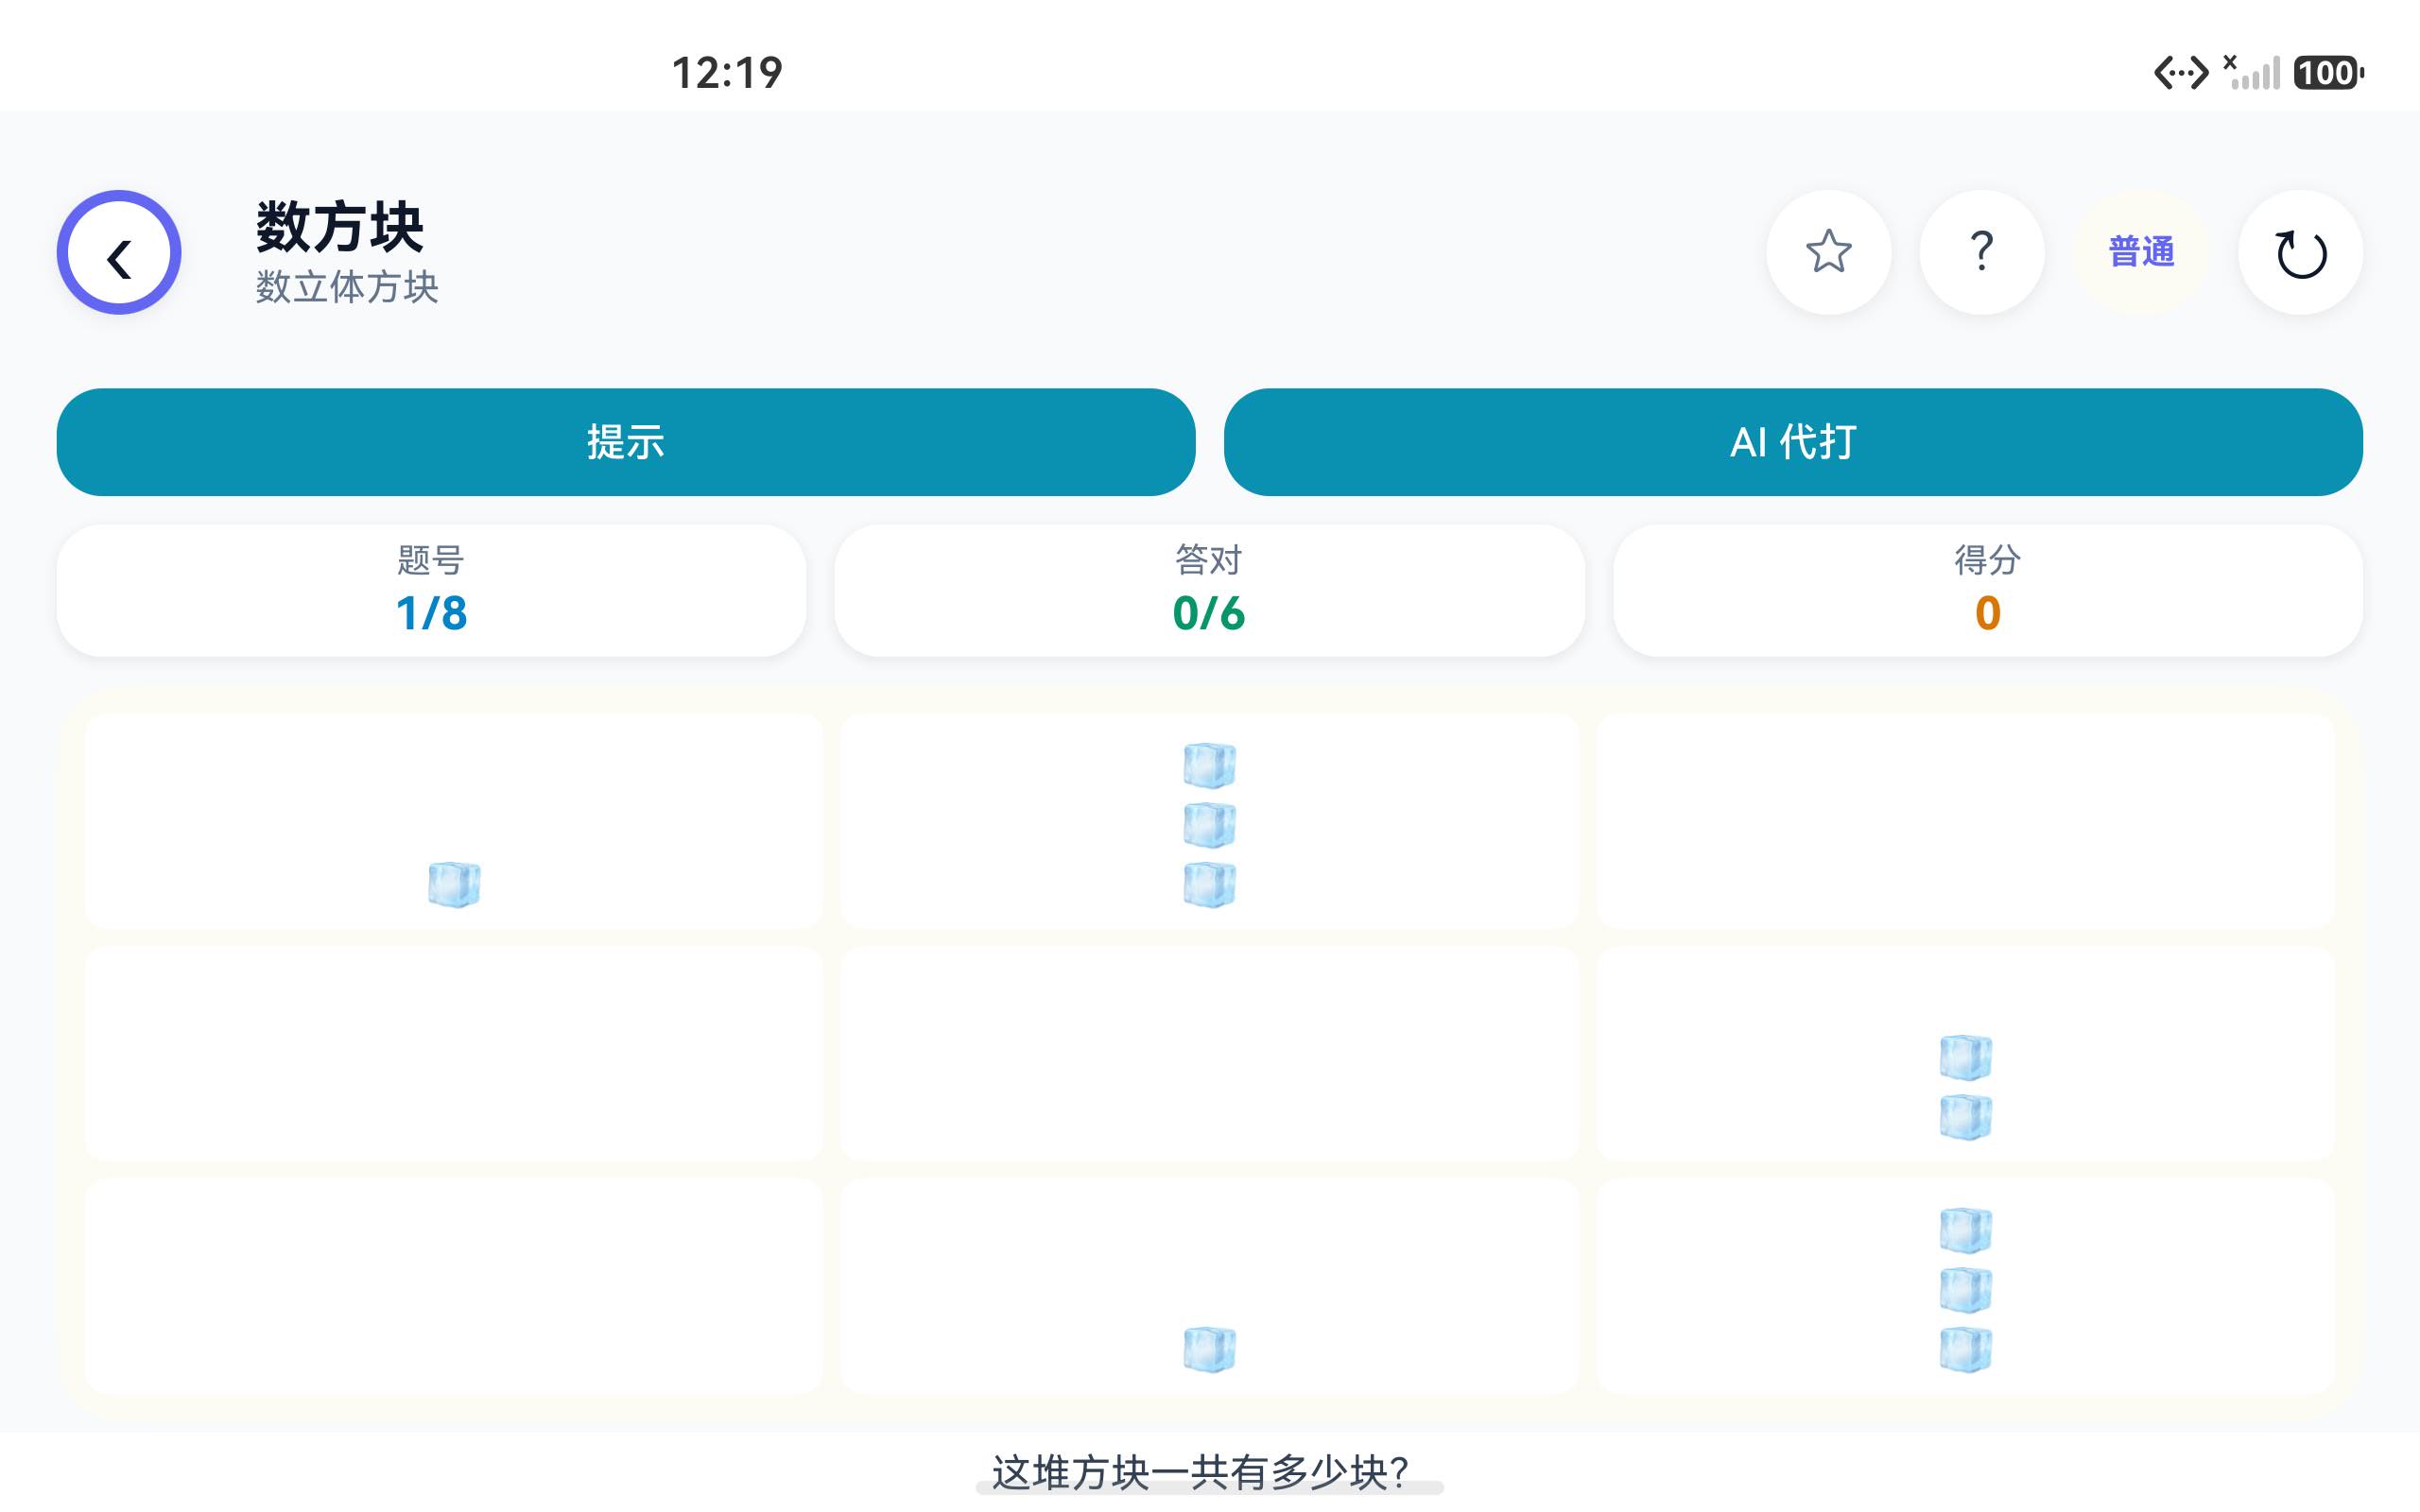 12:19
100
数方块
数立体方块
?
普通
提示
AI 代打
题号
1/8
答对
0/6
得分
0
这堆方块一共有多少块?